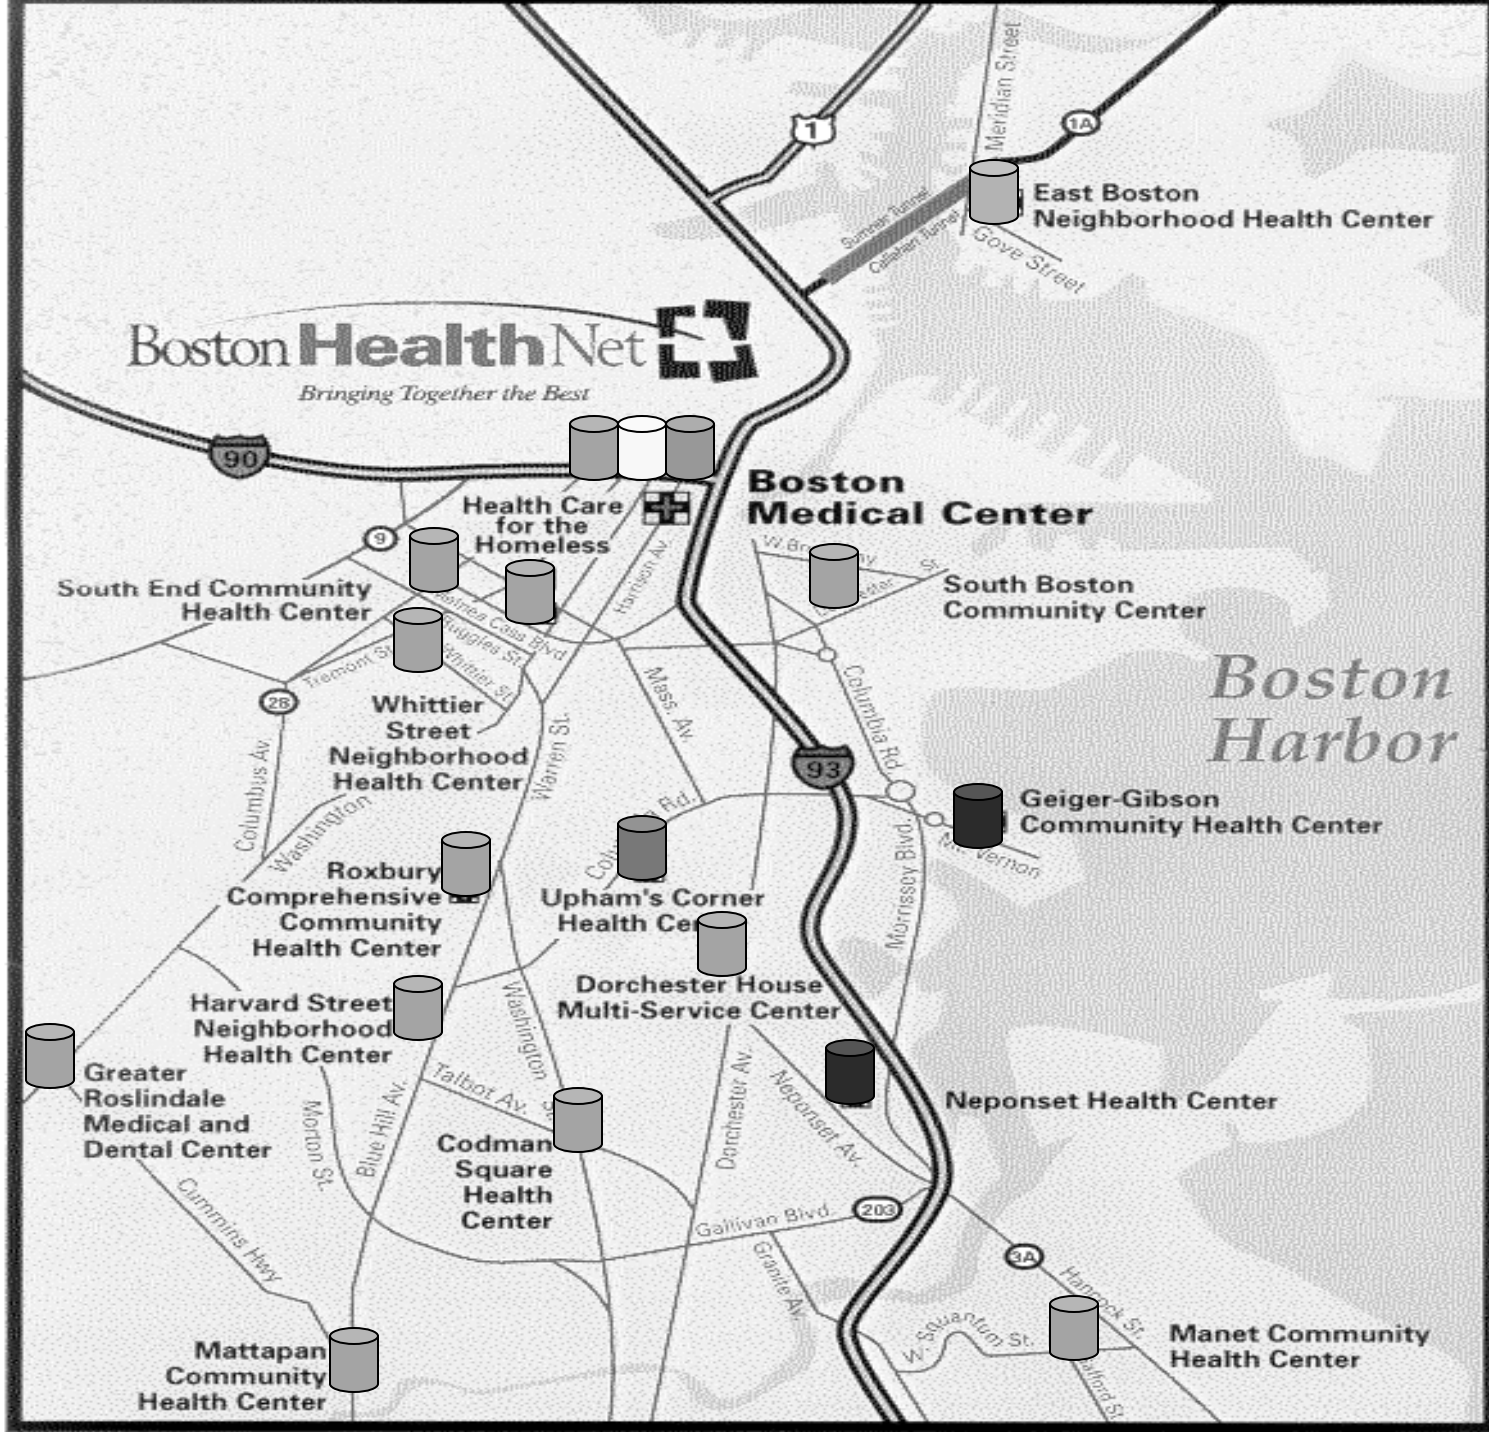 Meridian Street
1
1A
East Boston
Neighborhood Health Center
Sumner Tunnel
Callahan Tunnel
Gove Street
Boston HealthNet
Bringing Together the Best
90
Boston
Medical Center
Health Care
for the
Homeless
9
South End Community
Health Center
Harrison Av.
South Boston
Community Center
Melnea Cass Blvd
Ruggles St.
Whittier St.
Tremont St.
28
Whittier
Street
Neighborhood
Health Center
Mass. Av.
Columbia Rd.
Boston
Harbor
Warren St.
Columbus Av
Washington
93
Geiger-Gibson
Community Health Center
Vernon
Rd.
Morrissey Blvd.
Roxbury
Comprehensive
Community
Health Center
Upham's Corner
Health
Dorchester House
Multi-Service Center
Harvard Street
Neighborhood
Health Center
Washington
Greater
Roslindale
Medical and
Dental Center
Talbot Av.
Morton St.
Blue Hill Av.
Codman
Square
Health
Center
Dorchester Av.
Neponset Av.
Neponset Health Center
Cummins Hwy
Gallivan Blvd.
203
Granite Av.
3A
Hancock St.
W. Squantum St.
Manet Community
Health Center
Mattapan
Community
Health Center